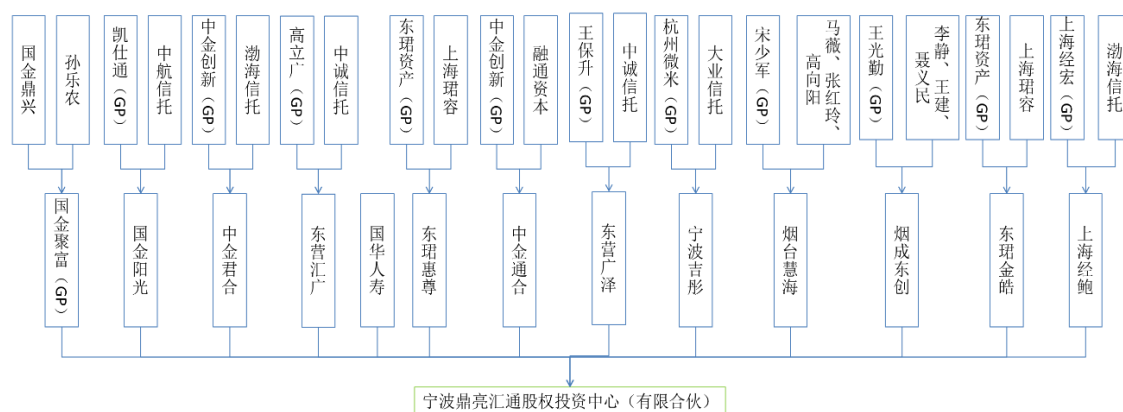 国金鼎兴
孙乐农
凯仕通（GP）
中航信托
中金创新（GP）
渤海信托
高立广（GP）
中诚信托
东珺资产（GP）
上海珺容
中金创新（GP）
融通资本
王保升（GP）
中诚信托
杭州微米（GP）
大业信托
宋少军（GP）
马薇、张红玲、
高向阳
王光勤（GP）
李静、王建、
聂义民
东珺资产（GP）
上海珺容
上海经宏（GP）
渤海信托
国金聚富（GP）
国金阳光
中金君合
东营汇广
国华人寿
东珺惠尊
中金通合
东营广泽
宁波吉彤
烟台慧海
烟成东创
东珺金皓
上海经鲍
宁波鼎亮汇通股权投资中心（有限合伙）